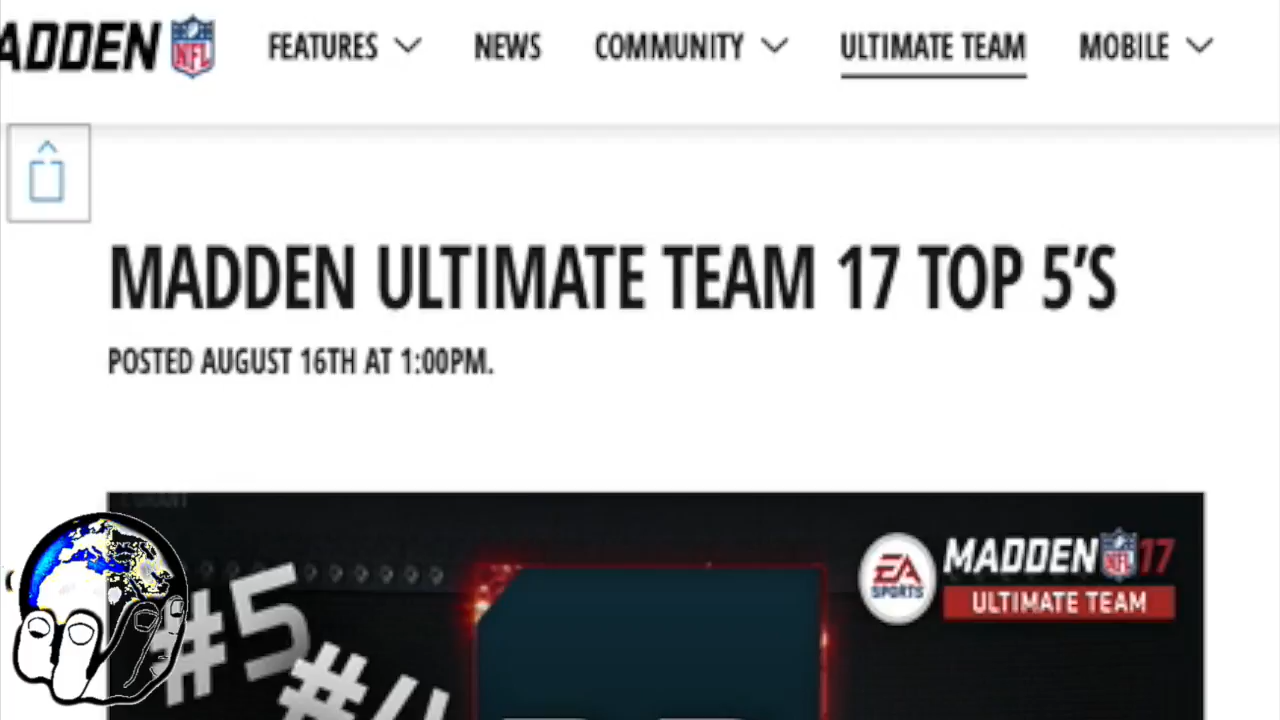 MADDEN NFL FEATURES NEWS COMMUNITY ULTIMATE TEAM MOBILE
MADDEN ULTIMATE TEAM 17 TOP 5'S
POSTED AUGUST 16TH AT 1:00PM.
EA SPORTS MADDEN NFL 17
ULTIMATE TEAM
#5
#4